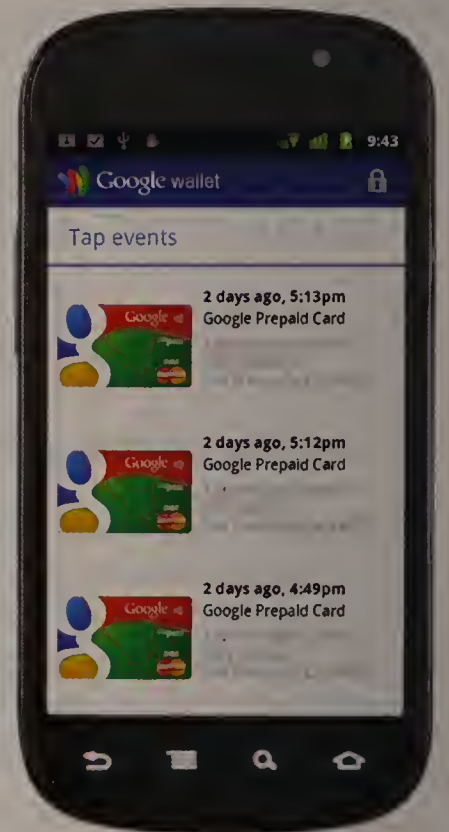 9:43
Google wallet
Tap events
2 days ago, 5:13pm
Google Prepaid Card
Google
2 days ago, 5:12pm
Google Prepaid Card
Google
2 days ago, 4:49pm
Google Prepaid Card
Google